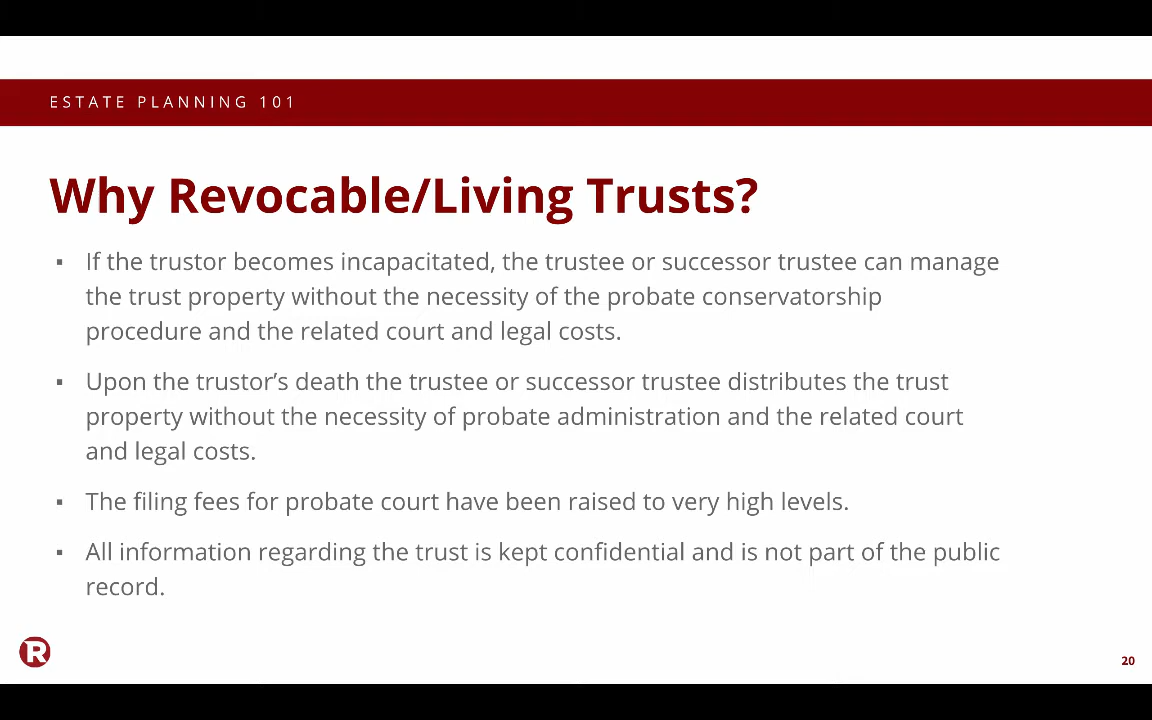 ESTATE PLANNING 101
Why Revocable/Living Trusts?
▪ If the trustor becomes incapacitated, the trustee or successor trustee can manage
the trust property without the necessity of the probate conservatorship
procedure and the related court and legal costs.
▪ Upon the trustor’s death the trustee or successor trustee distributes the trust
property without the necessity of probate administration and the related court
and legal costs.
▪ The filing fees for probate court have been raised to very high levels.
▪ All information regarding the trust is kept confidential and is not part of the public
record.
R
20